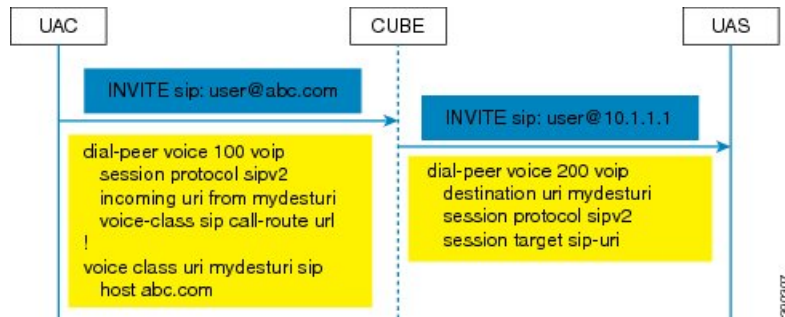 UAC
CUBE
UAS
INVITE sip: user@abc.com
INVITE sip: user@10.1.1.1
dial-peer voice 100 voip
session protocol sipv2
incoming uri from mydesturi
voice-class sip call-route url
!
voice class uri mydesturi sip
host abc.com
dial-peer voice 200 voip
destination uri mydesturi
session protocol sipv2
session target sip-uri